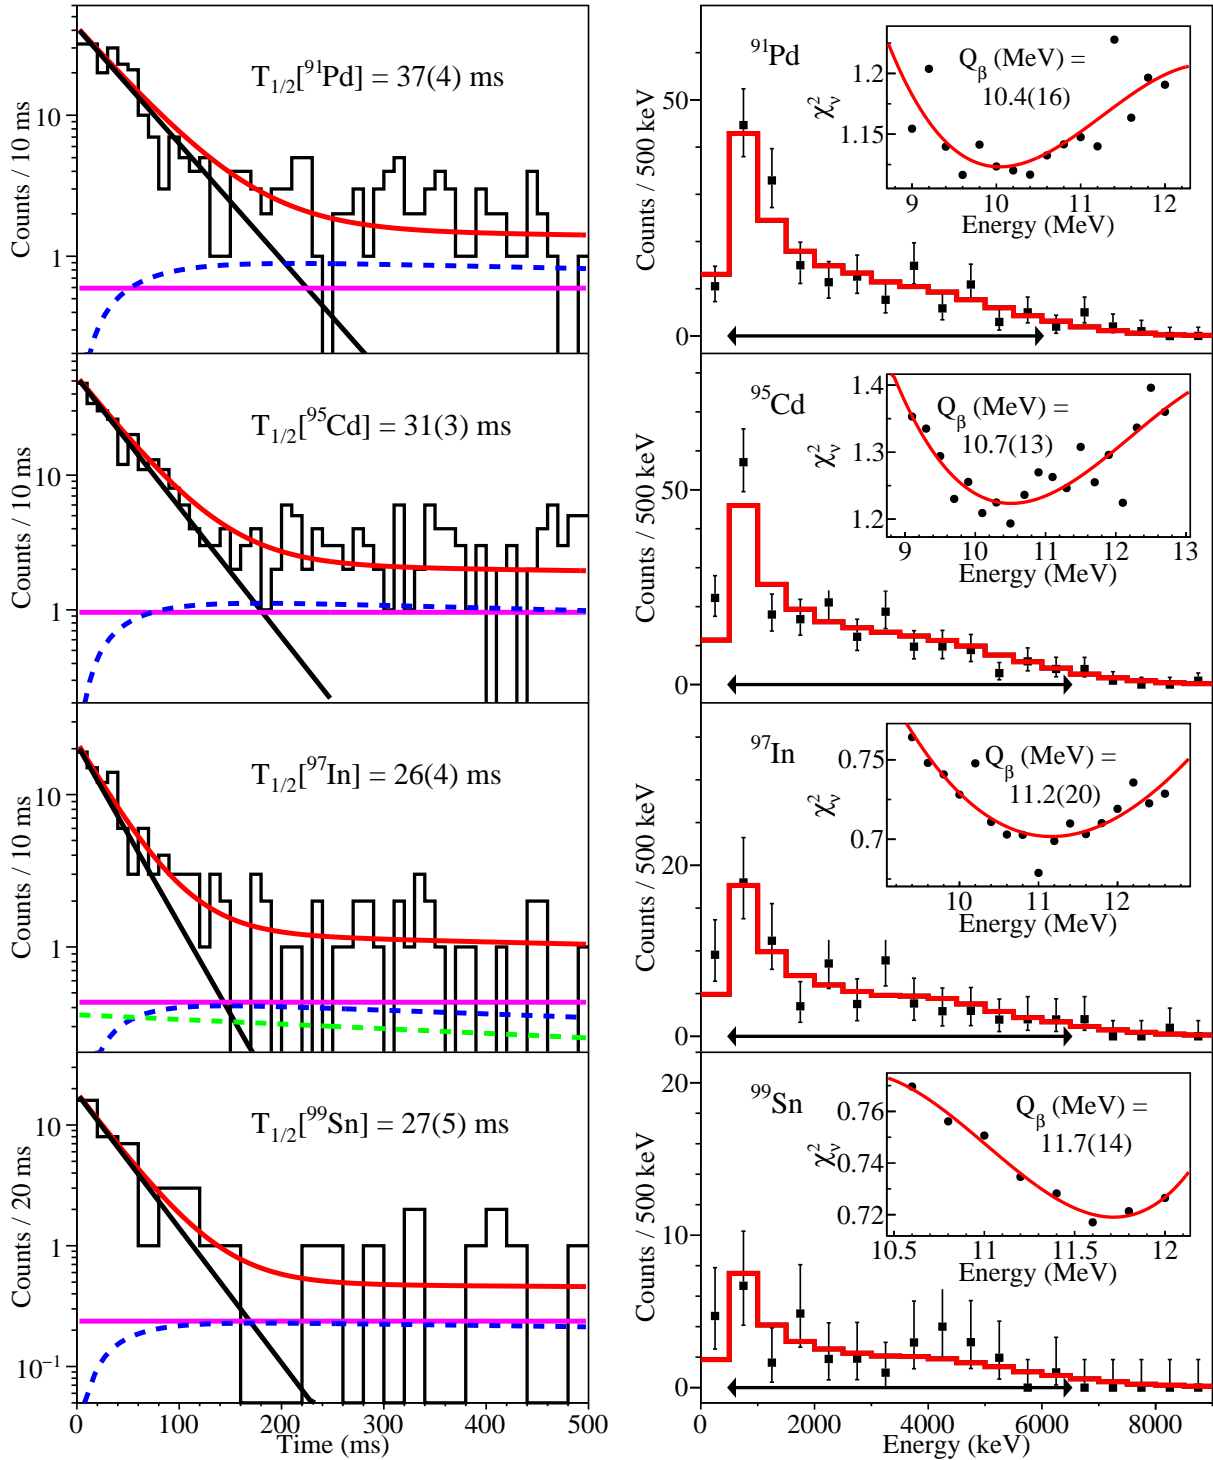 Counts / 10 ms
10
1
T1/2[91Pd] = 37(4) ms
Counts / 10 ms
10
1
T1/2[95Cd] = 31(3) ms
Counts / 10 ms
10
1
T1/2[97In] = 26(4) ms
Counts / 20 ms
10
1
10−1
T1/2[99Sn] = 27(5) ms
0 100 200 300 400 500
Time (ms)
Counts / 500 keV
50
0
91Pd
χν2
1.2
1.15
Qβ (MeV) =
10.4(16)
9 10 11 12
Energy (MeV)
Counts / 500 keV
50
0
95Cd
χν2
1.4
1.3
1.2
Qβ (MeV) =
10.7(13)
9 10 11 12 13
Energy (MeV)
Counts / 500 keV
20
0
97In
χν2
0.75
0.7
Qβ (MeV) =
11.2(20)
10 11 12
Energy (MeV)
Counts / 500 keV
20
10
0
99Sn
χν2
0.76
0.74
0.72
Qβ (MeV) =
11.7(14)
10.5 11 11.5 12
Energy (MeV)
0 2000 4000 6000 8000
Energy (keV)